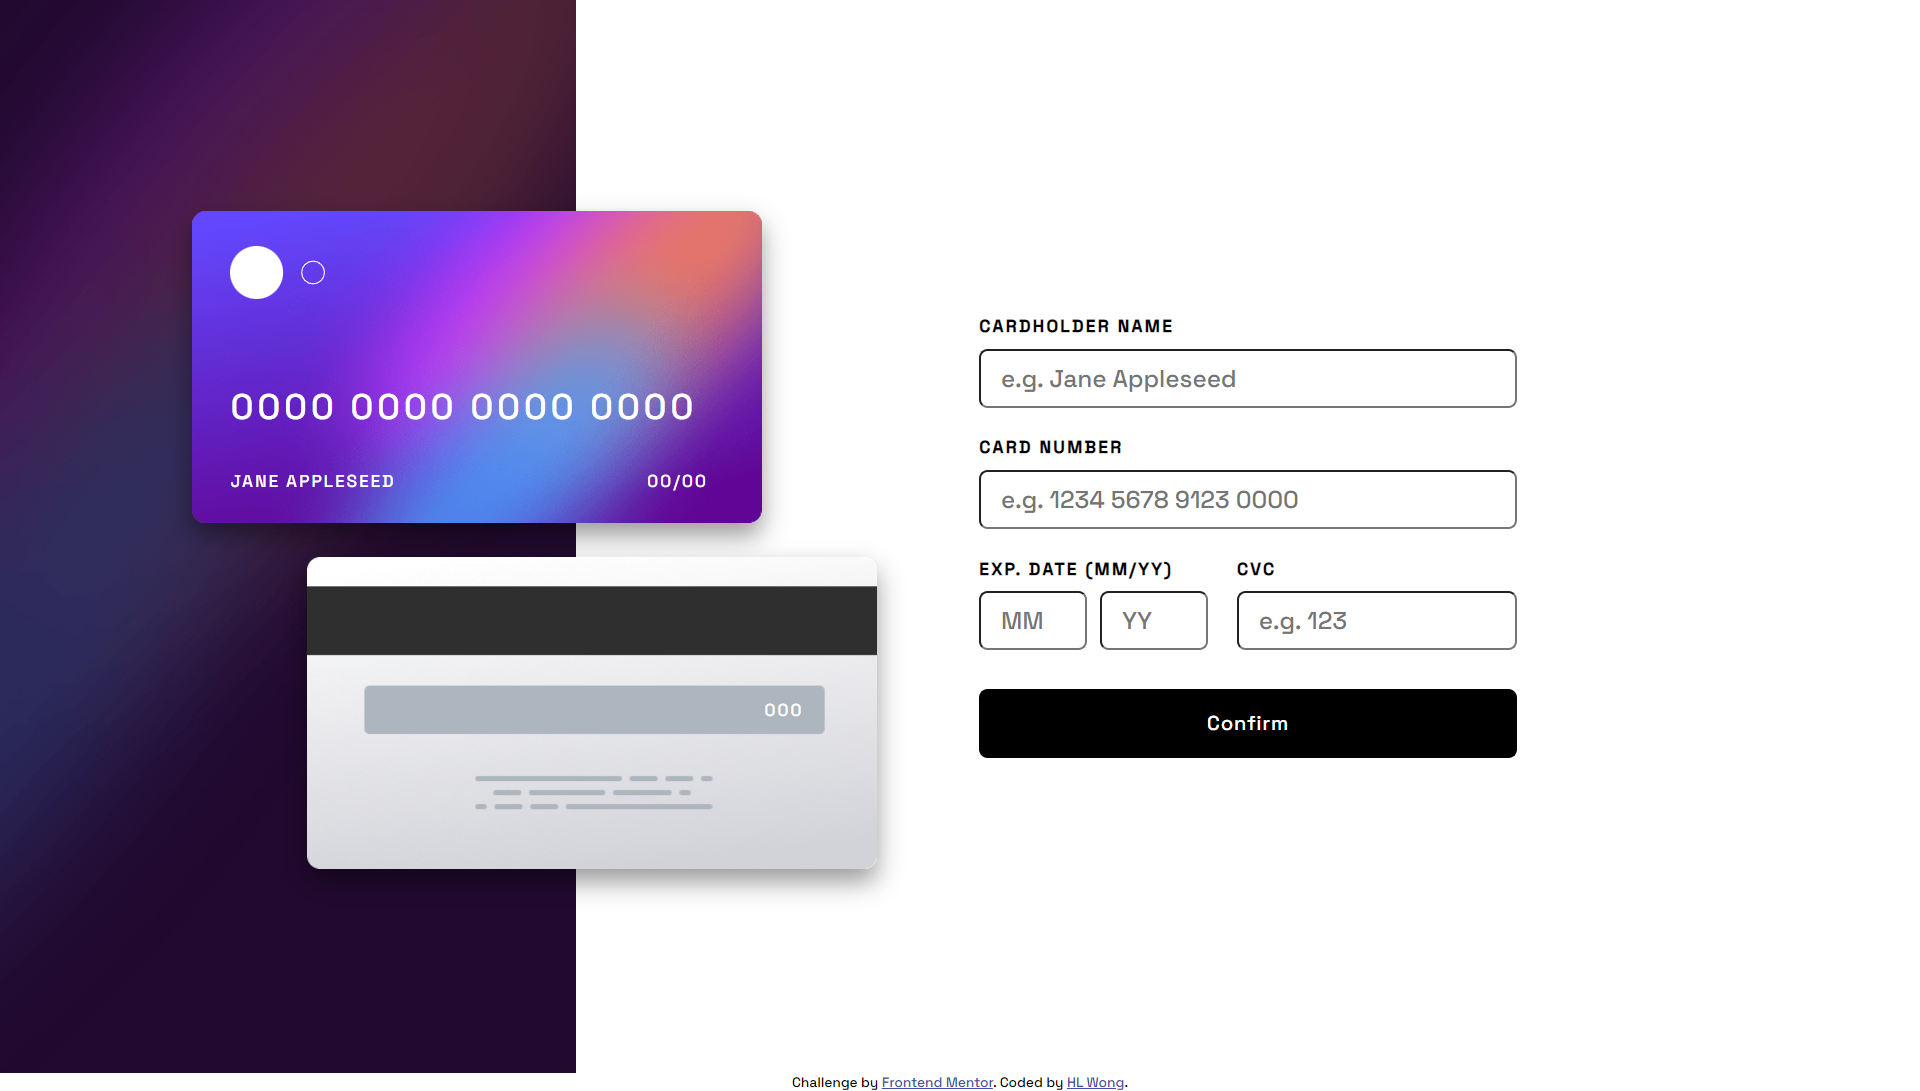 0000 0000 0000 0000
JANE APPLESEED 00/00
000
CARDHOLDER NAME
e.g. Jane Appleseed
CARD NUMBER
e.g. 1234 5678 9123 0000
EXP. DATE (MM/YY) CVC
MM YY e.g. 123
Confirm
Challenge by Frontend Mentor. Coded by HL Wong.